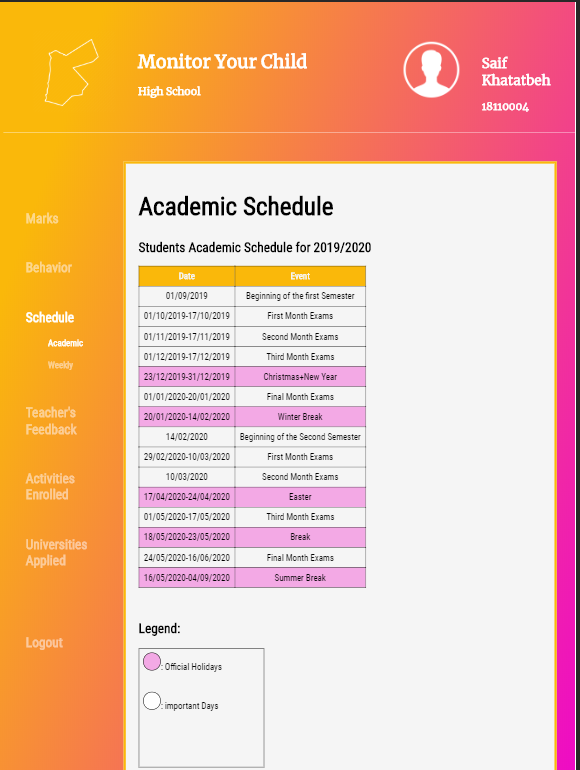 Monitor Your Child
High School
Saif
Khatatbeh
18110004
Marks
Behavior
Schedule
Academic
Weekly
Teacher's
Feedback
Activities
Enrolled
Universities
Applied
Logout
Academic Schedule
Students Academic Schedule for 2019/2020
Date Event
01/09/2019 Beginning of the first Semester
01/10/2019-17/10/2019 First Month Exams
01/11/2019-17/11/2019 Second Month Exams
01/12/2019-17/12/2019 Third Month Exams
23/12/2019-31/12/2019 Christmas+New Year
01/01/2020-20/01/2020 Final Month Exams
20/01/2020-14/02/2020 Winter Break
14/02/2020 Beginning of the Second Semester
29/02/2020-10/03/2020 First Month Exams
10/03/2020 Second Month Exams
17/04/2020-24/04/2020 Easter
01/05/2020-17/05/2020 Third Month Exams
18/05/2020-23/05/2020 Break
24/05/2020-16/06/2020 Final Month Exams
16/05/2020-04/09/2020 Summer Break
Legend:
: Official Holidays
: important Days